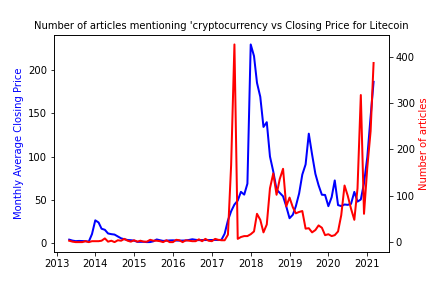 Number of articles mentioning 'cryptocurrency vs Closing Price for Litecoin
Monthly Average Closing Price
200
150
100
50
0
Number of articles
400
300
200
100
0
2013 2014 2015 2016 2017 2018 2019 2020 2021